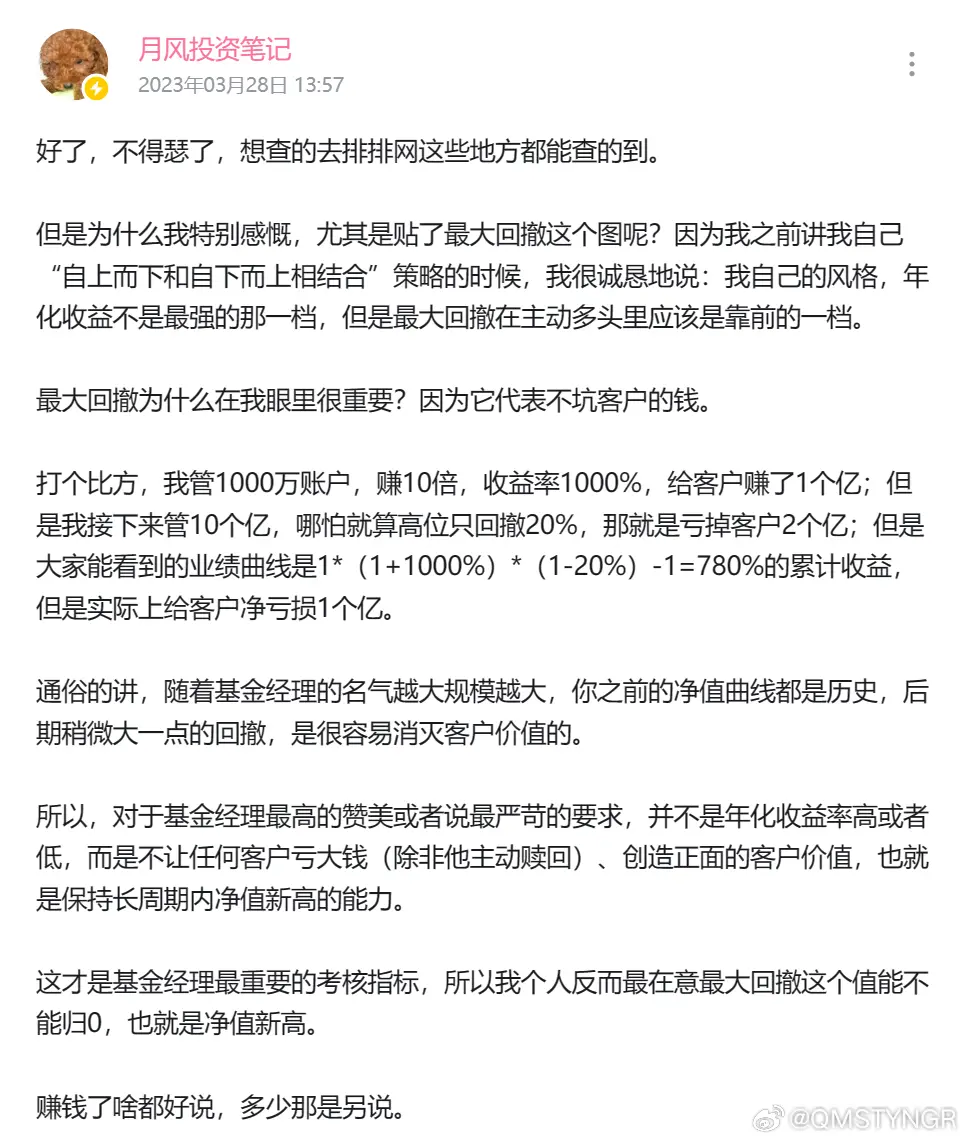 月风投资笔记
2023年03月28日 13:57
好了，不得瑟了，想查的去排排网这些地方都能查的到。
但是为什么我特别感慨，尤其是贴了最大回撤这个图呢？因为我之前讲我自己
“自上而下和自下而上相结合”策略的时候，我很诚恳地说：我自己的风格，年
化收益不是最强的那一档，但是最大回撤在主动多头里应该是靠前的一档。
最大回撤为什么在我眼里很重要？因为它代表不坑客户的钱。
打个比方，我管1000万账户，赚10倍，收益率1000%，给客户赚了1个亿；但
是我接下来管10个亿，哪怕就算高位只回撤20%，那就是亏掉客户2个亿；但是
大家能看到的业绩曲线是1*（1+1000%）*（1-20%）-1=780%的累计收益，
但是实际上给客户净亏损1个亿。
通俗的讲，随着基金经理的名气越大规模越大，你之前的净值曲线都是历史，后
期稍微大一点的回撤，是很容易消灭客户价值的。
所以，对于基金经理最高的赞美或者说最严苛的要求，并不是年化收益率高或者
低，而是不让任何客户亏大钱（除非他主动赎回）、创造正面的客户价值，也就
是保持长周期内净值新高的能力。
这才是基金经理最重要的考核指标，所以我个人反而最在意最大回撤这个值能不
能归0，也就是净值新高。
赚钱了啥都好说，多少那是另说。
@QMSTYNGR